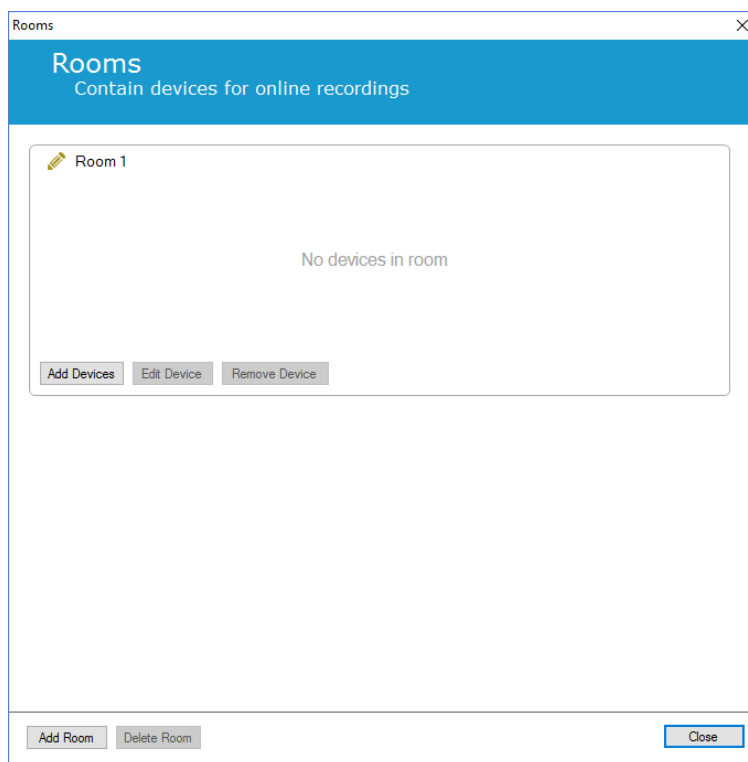 Rooms
Rooms
Contain devices for online recordings
Room 1
No devices in room
Add Devices Edit Device Remove Device
Add Room Delete Room Close